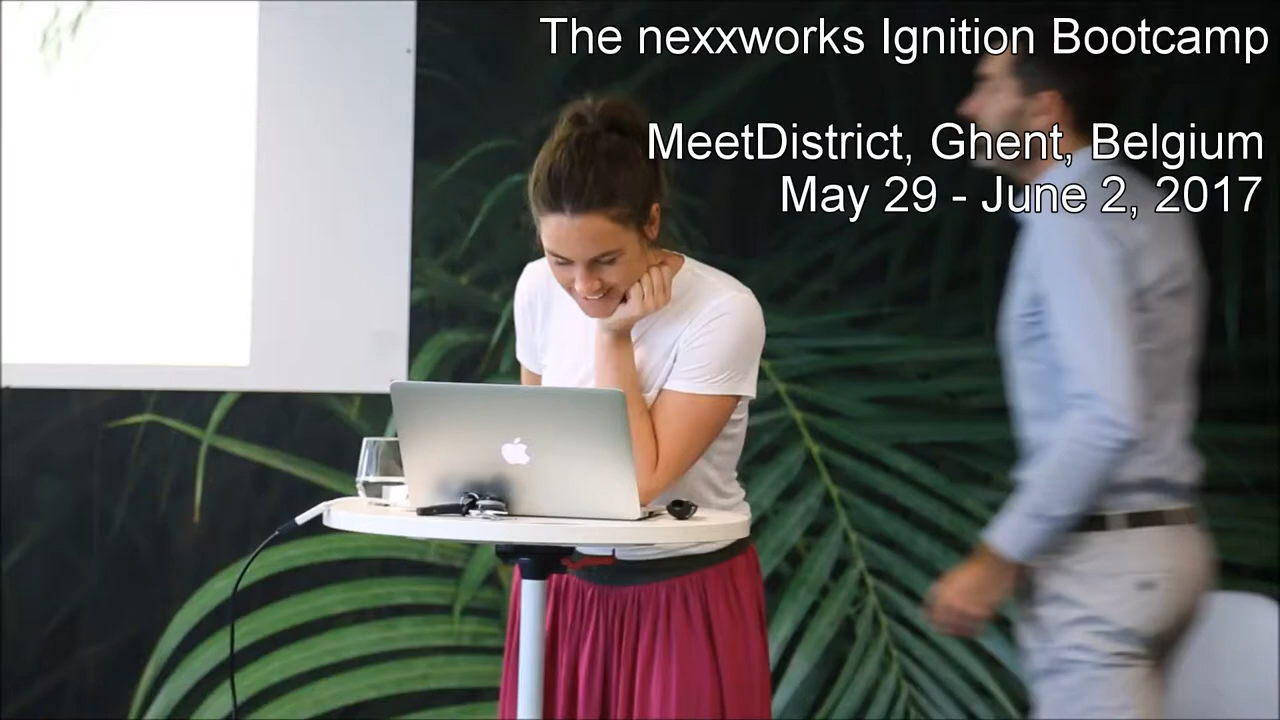 The nexxworks Ignition Bootcamp
MeetDistrict, Ghent, Belgium
May 29 - June 2, 2017